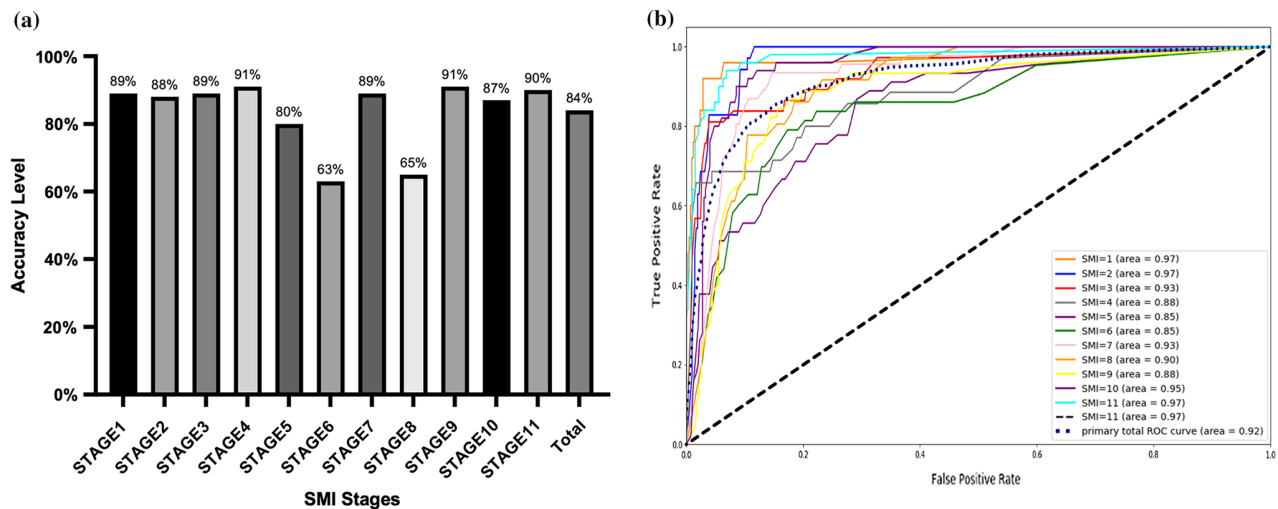 (a)
100%
80%
60%
40%
20%
0%
Accuracy Level
89%
88%
89%
91%
80%
63%
89%
65%
91%
87%
90%
84%
STAGE1
STAGE2
STAGE3
STAGE4
STAGE5
STAGE6
STAGE7
STAGE8
STAGE9
STAGE10
STAGE11
Total
SMI Stages
(b)
1.0
0.8
0.6
0.4
0.2
0.0
True Positive Rate
SMI=1 (area = 0.97)
SMI=2 (area = 0.97)
SMI=3 (area = 0.93)
SMI=4 (area = 0.88)
SMI=5 (area = 0.85)
SMI=6 (area = 0.85)
SMI=7 (area = 0.93)
SMI=8 (area = 0.90)
SMI=9 (area = 0.88)
SMI=10 (area = 0.95)
SMI=11 (area = 0.97)
SMI=11 (area = 0.97)
primary total ROC curve (area = 0.92)
0.0
0.2
0.4
0.6
0.8
1.0
False Positive Rate